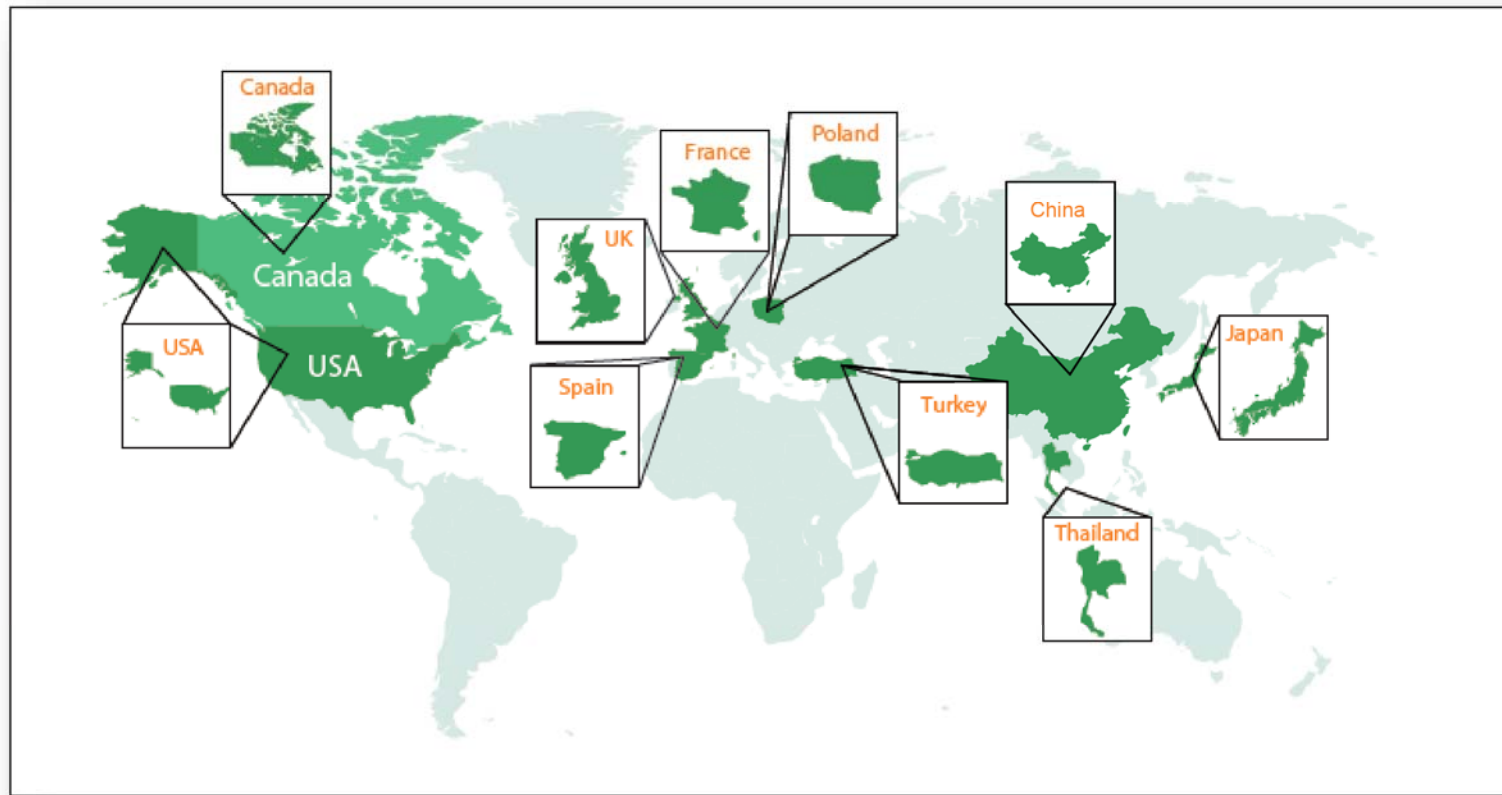 Canada
Poland
France
China
UK
Canada
Japan
USA
USA
Spain
Turkey
Thailand